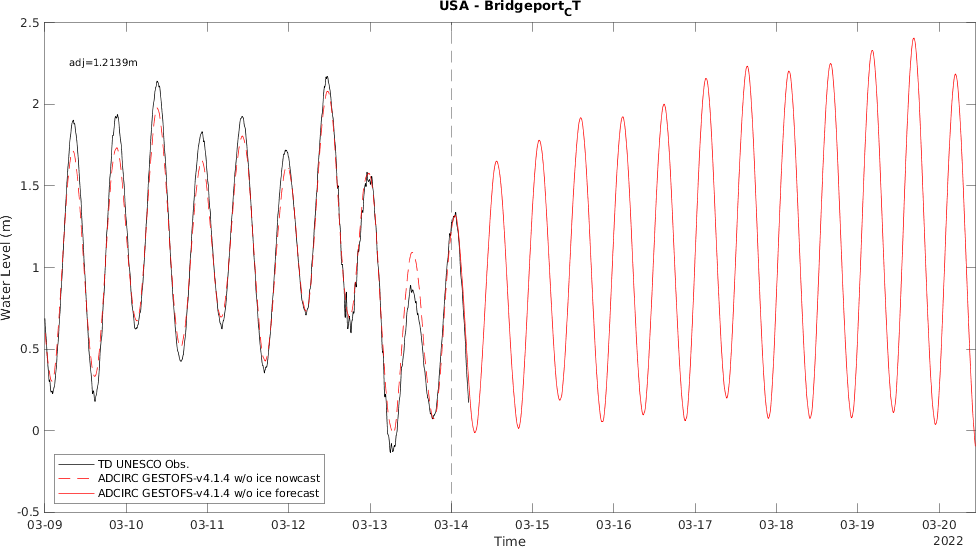 USA - Bridgeport_CT
2.5
adj=1.2139m
2
1.5
1
0.5
0
-0.5
Water Level (m)
TD UNESCO Obs.
ADCIRC GESTOFS-v4.1.4 w/o ice nowcast
ADCIRC GESTOFS-v4.1.4 w/o ice forecast
03-09 03-10 03-11 03-12 03-13 03-14 03-15 03-16 03-17 03-18 03-19 03-20
Time
2022